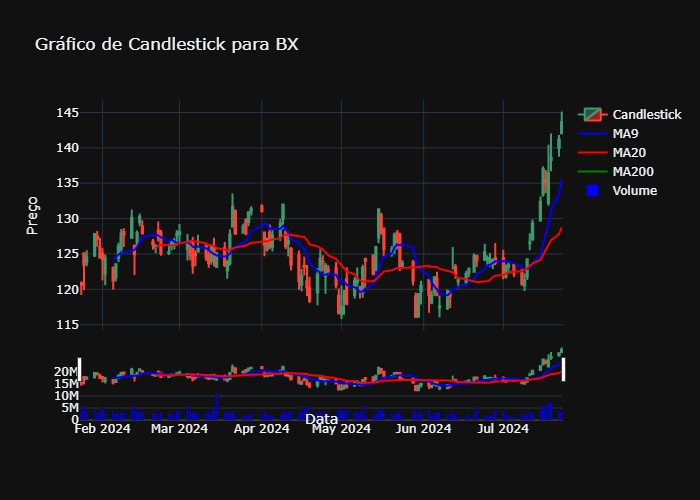 Gráfico de Candlestick para BX
145
140
135
130
125
120
115
Preço
Candlestick
MA9
MA20
MA200
Volume
20M
15M
10M
5M
0
Data
Feb 2024
Mar 2024
Apr 2024
May 2024
Jun 2024
Jul 2024